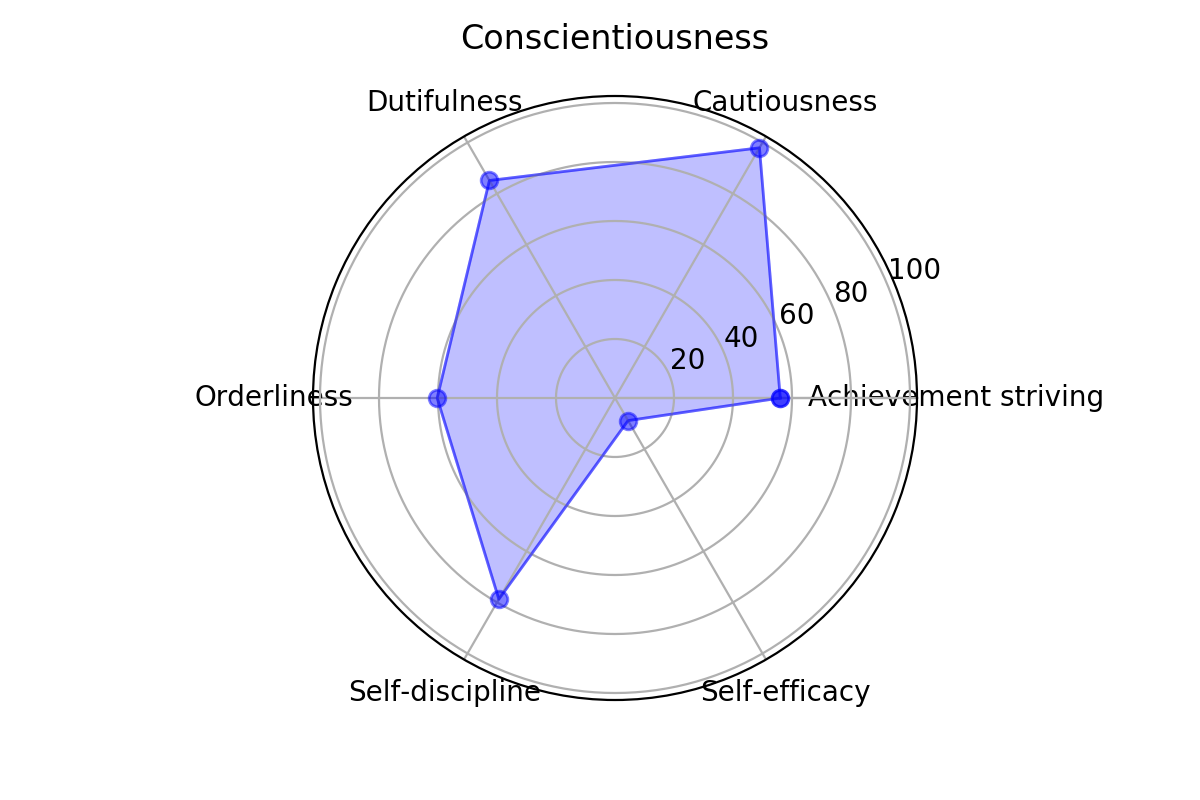 Conscientiousness
Dutifulness
Cautiousness
100
80
60
40
20
Orderliness
Achievement striving
Self-discipline
Self-efficacy